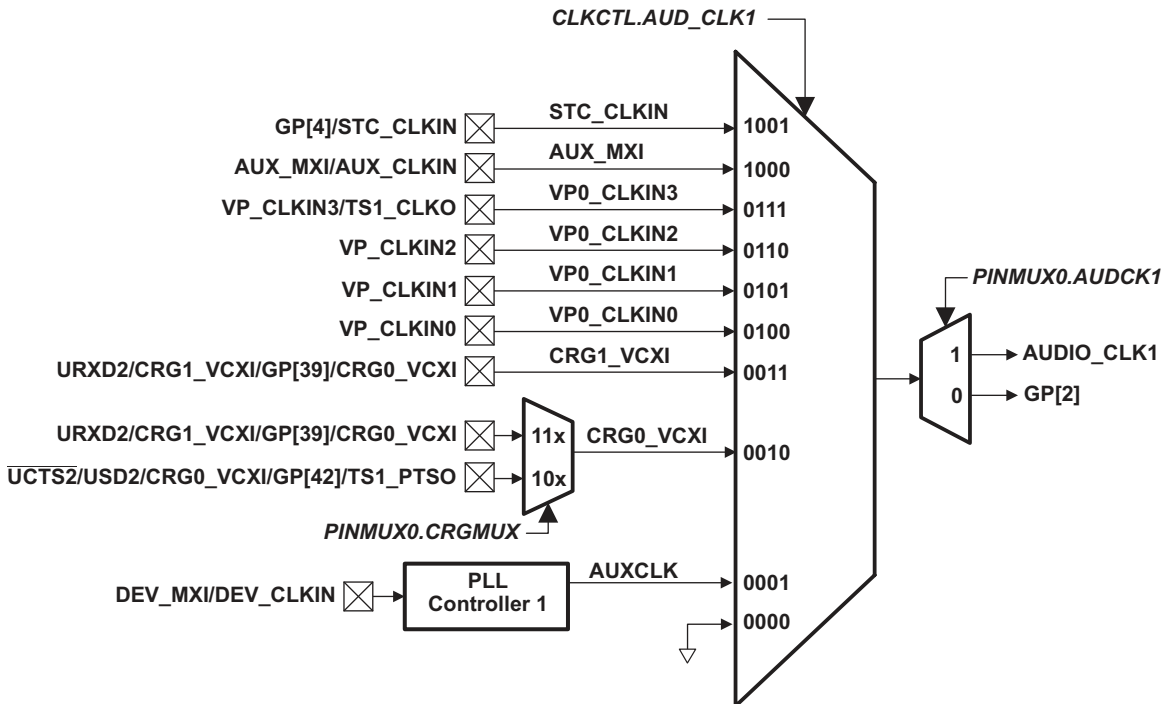 CLKCTL.AUD_CLK1
GP[4]/STC_CLKIN STC_CLKIN 1001
AUX_MXI/AUX_CLKIN AUX_MXI 1000
VP_CLKIN3/TS1_CLKO VP0_CLKIN3 0111
VP_CLKIN2 VP0_CLKIN2 0110
VP_CLKIN1 VP0_CLKIN1 0101
VP_CLKIN0 VP0_CLKIN0 0100
URXD2/CRG1_VCXI/GP[39]/CRG0_VCXI CRG1_VCXI 0011
PINMUX0.AUDCK1
1 AUDIO_CLK1
0 GP[2]
URXD2/CRG1_VCXI/GP[39]/CRG0_VCXI 11x CRG0_VCXI 0010
UCTS2/USD2/CRG0_VCXI/GP[42]/TS1_PTSO 10x
PINMUX0.CRGMUX
DEV_MXI/DEV_CLKIN PLL AUXCLK 0001
Controller 1
0000